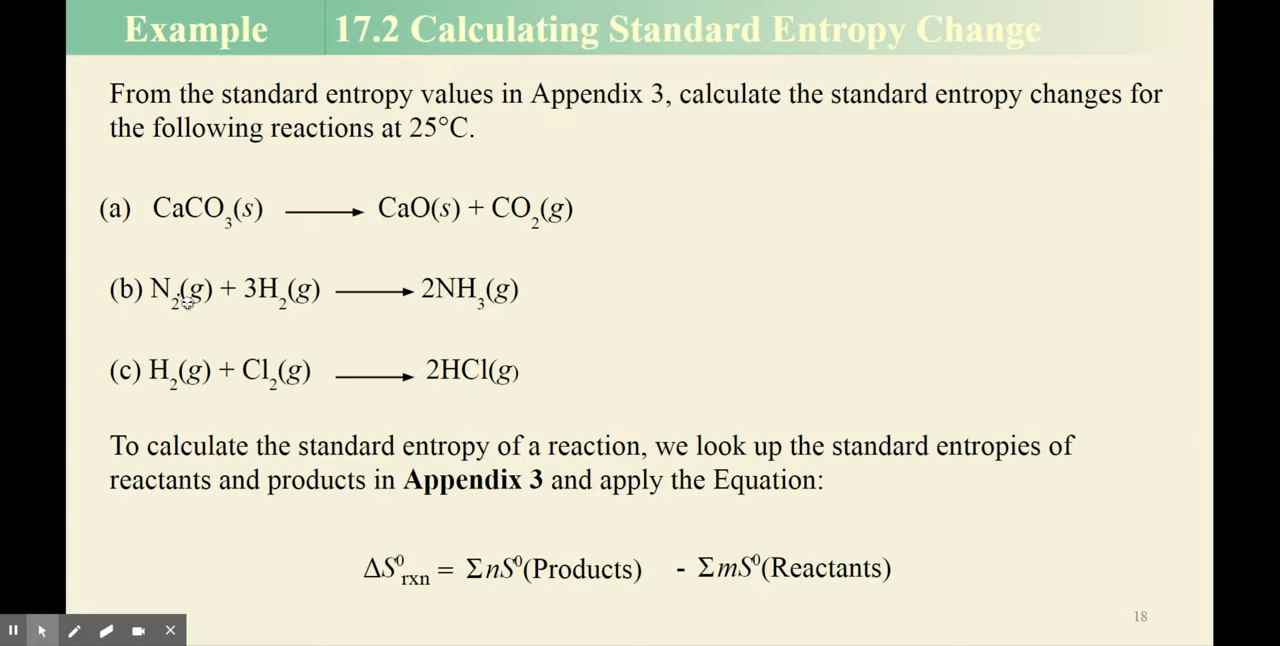 Example 17.2 Calculating Standard Entropy Change
From the standard entropy values in Appendix 3, calculate the standard entropy changes for
the following reactions at 25°C.
(a) CaCO₃(s) ⟶ CaO(s) + CO₂(g)
(b) N₂(g) + 3H₂(g) ⟶ 2NH₃(g)
(c) H₂(g) + Cl₂(g) ⟶ 2HCl(g)
To calculate the standard entropy of a reaction, we look up the standard entropies of
reactants and products in Appendix 3 and apply the Equation:
ΔS⁰rxn = ΣnS⁰(Products) - ΣmS⁰(Reactants)
18